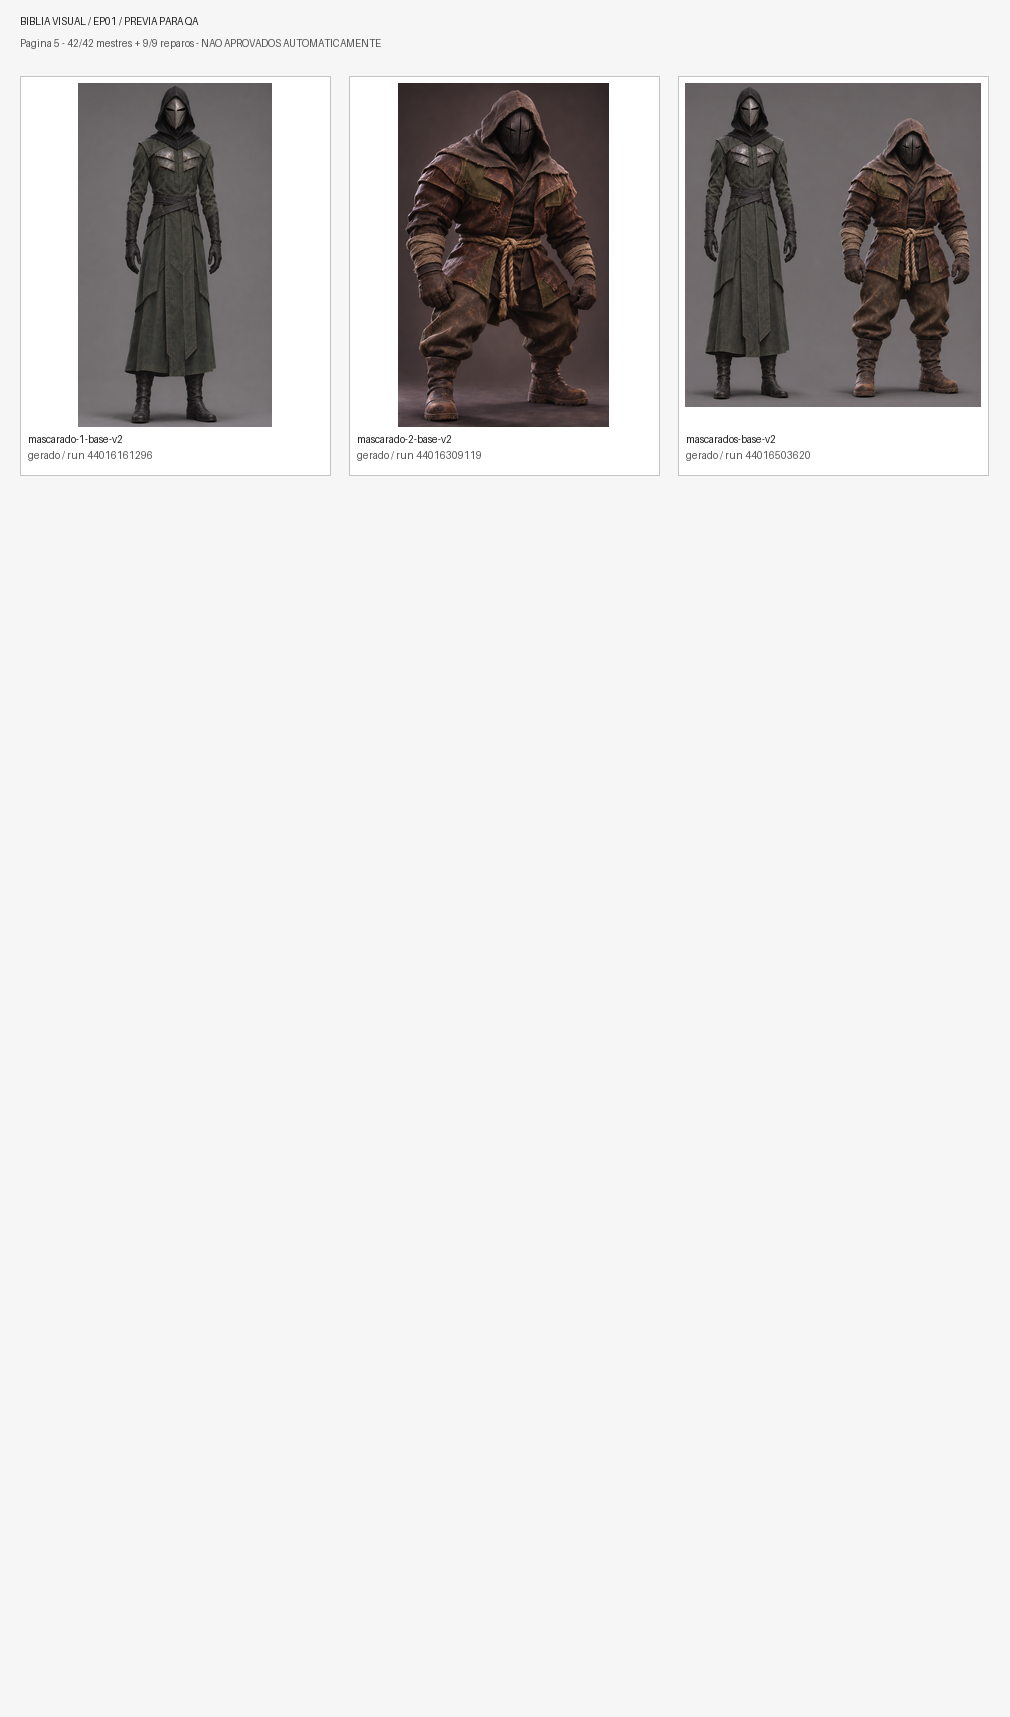 BIBLIA VISUAL / EP01 / PREVIA PARA QA
Pagina 5 - 42/42 mestres + 9/9 reparos - NAO APROVADOS AUTOMATICAMENTE
mascarado-1-base-v2
gerado / run 44016161296
mascarado-2-base-v2
gerado / run 44016309119
mascarados-base-v2
gerado / run 44016503620